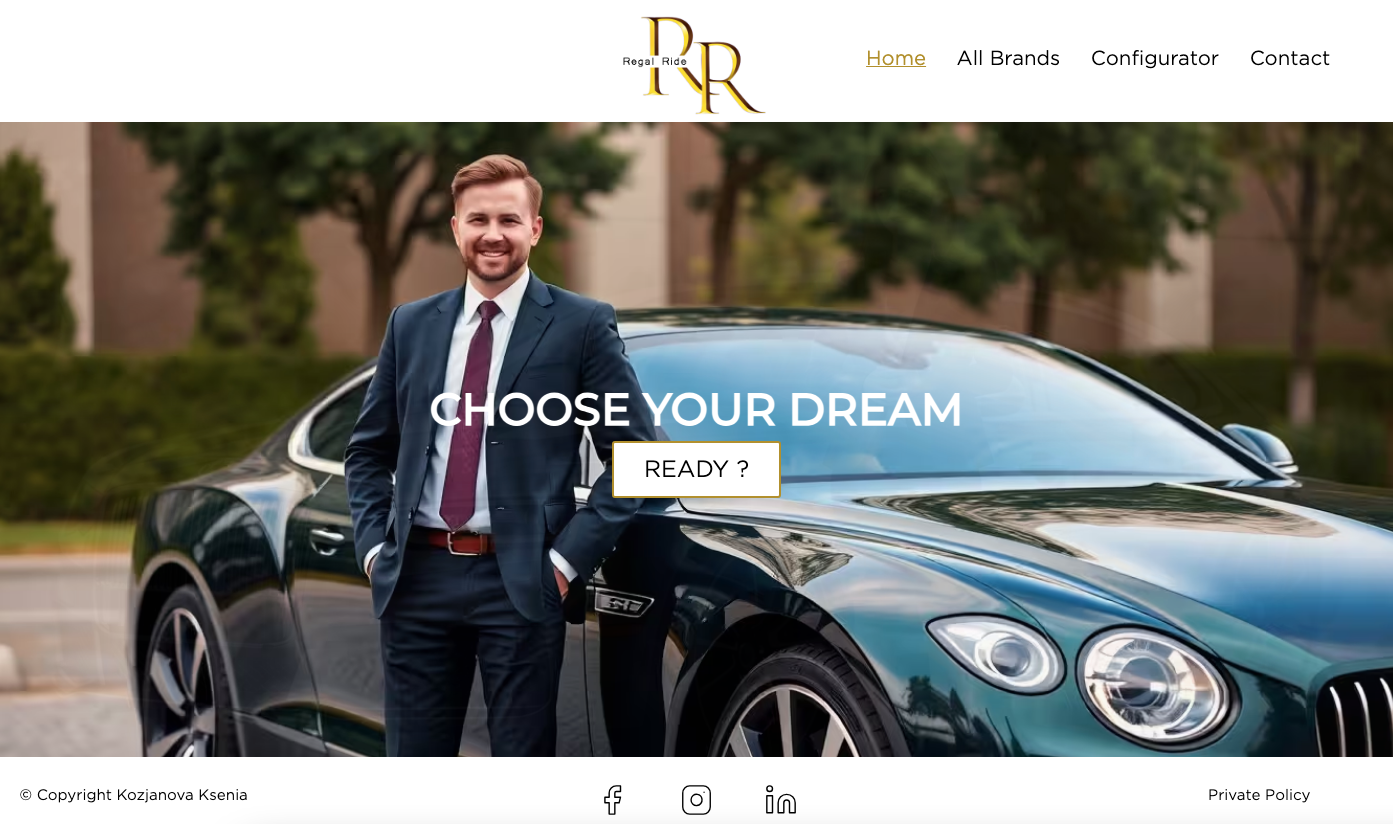 Regal Ride
RR
Home All Brands Configurator Contact
CHOOSE YOUR DREAM
READY ?
© Copyright Kozjanova Ksenia
Private Policy